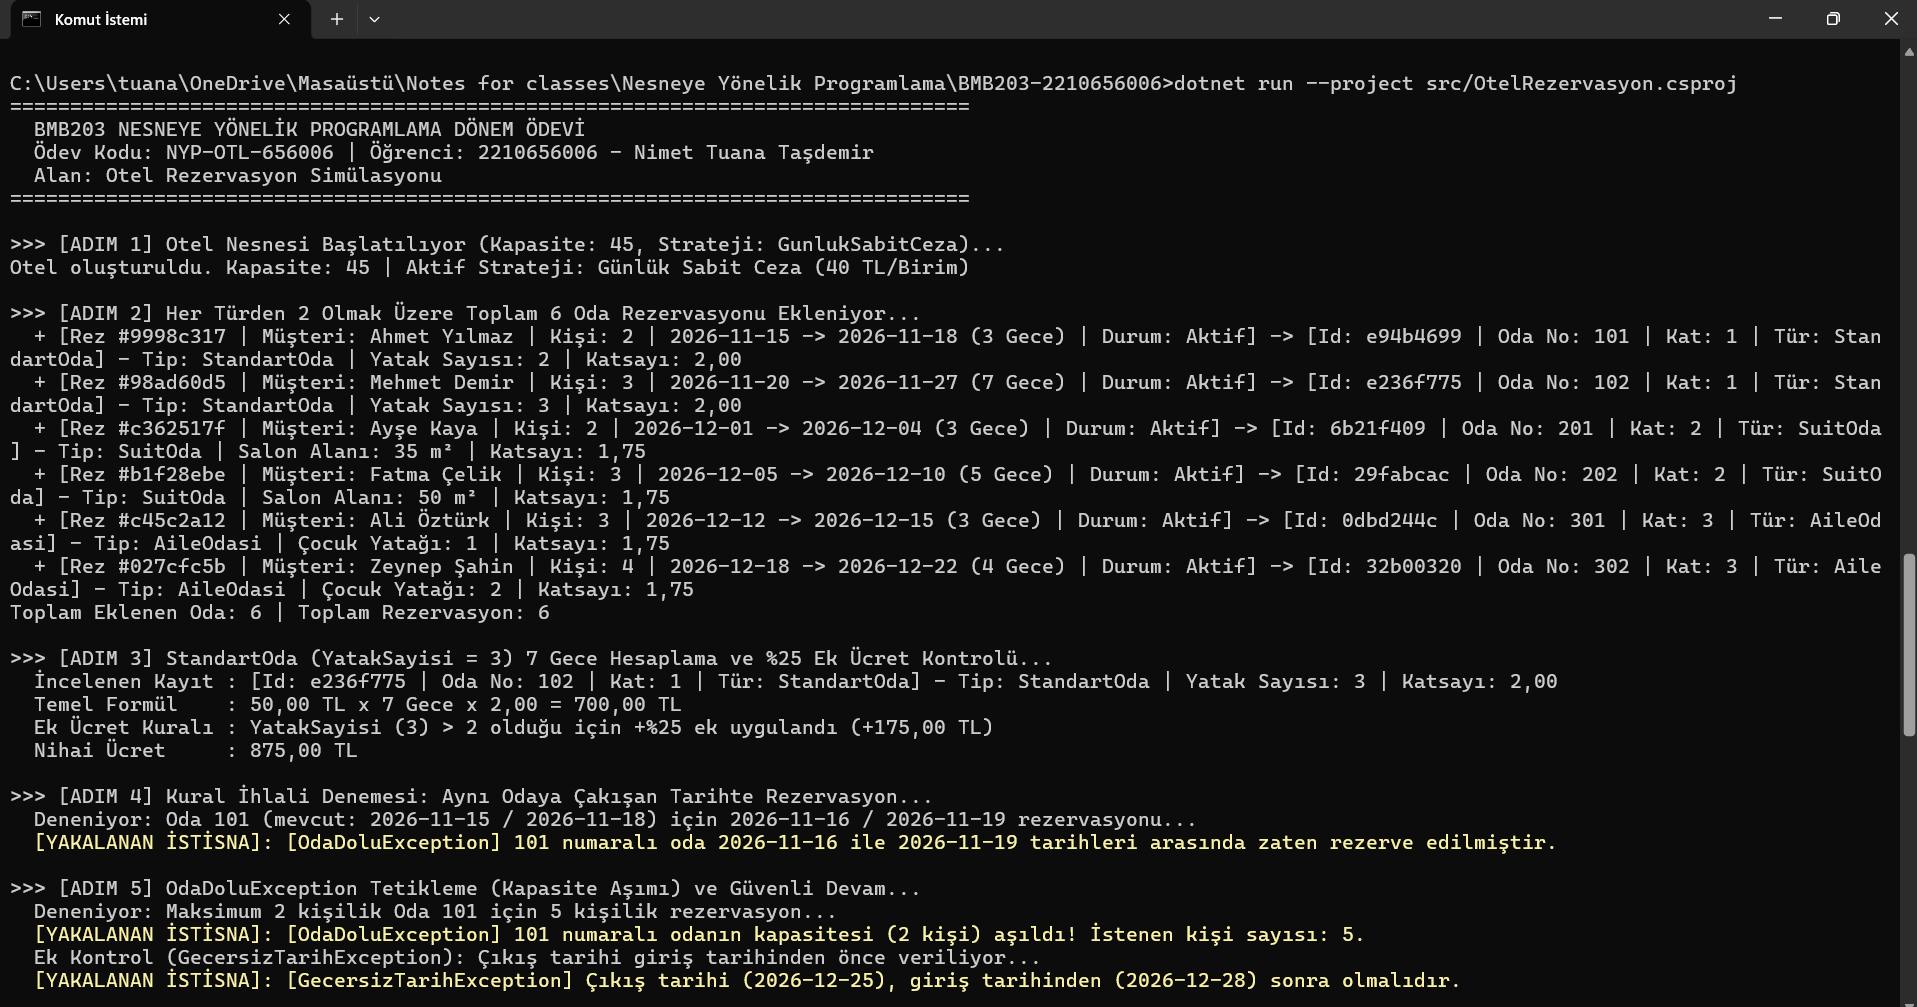 Komut İstemi
C:\Users\tuana\OneDrive\Masaüstü\Notes for classes\Nesneye Yönelik Programlama\BMB203-2210656006>dotnet run --project src/OtelRezervasyon.csproj
================================================================================
BMB203 NESNEYE YÖNELİK PROGRAMLAMA DÖNEM ÖDEVİ
Ödev Kodu: NYP-OTL-656006 | Öğrenci: 2210656006 - Nimet Tuana Taşdemir
Alan: Otel Rezervasyon Simülasyonu
================================================================================
>>> [ADIM 1] Otel Nesnesi Başlatılıyor (Kapasite: 45, Strateji: GunlukSabitCeza)...
Otel oluşturuldu. Kapasite: 45 | Aktif Strateji: Günlük Sabit Ceza (40 TL/Birim)
>>> [ADIM 2] Her Türden 2 Olmak Üzere Toplam 6 Oda Rezervasyonu Ekleniyor...
+ [Rez #9998c317 | Müşteri: Ahmet Yılmaz | Kişi: 2 | 2026-11-15 -> 2026-11-18 (3 Gece) | Durum: Aktif] -> [Id: e94b4699 | Oda No: 101 | Kat: 1 | Tür: Stan
dartOda] - Tip: StandartOda | Yatak Sayısı: 2 | Katsayı: 2,00
+ [Rez #98ad60d5 | Müşteri: Mehmet Demir | Kişi: 3 | 2026-11-20 -> 2026-11-27 (7 Gece) | Durum: Aktif] -> [Id: e236f775 | Oda No: 102 | Kat: 1 | Tür: Stan
dartOda] - Tip: StandartOda | Yatak Sayısı: 3 | Katsayı: 2,00
+ [Rez #c362517f | Müşteri: Ayşe Kaya | Kişi: 2 | 2026-12-01 -> 2026-12-04 (3 Gece) | Durum: Aktif] -> [Id: 6b21f409 | Oda No: 201 | Kat: 2 | Tür: SuitOda
] - Tip: SuitOda | Salon Alanı: 35 m² | Katsayı: 1,75
+ [Rez #b1f28ebe | Müşteri: Fatma Çelik | Kişi: 3 | 2026-12-05 -> 2026-12-10 (5 Gece) | Durum: Aktif] -> [Id: 29fabcac | Oda No: 202 | Kat: 2 | Tür: SuitO
da] - Tip: SuitOda | Salon Alanı: 50 m² | Katsayı: 1,75
+ [Rez #c45c2a12 | Müşteri: Ali Öztürk | Kişi: 3 | 2026-12-12 -> 2026-12-15 (3 Gece) | Durum: Aktif] -> [Id: 0dbd244c | Oda No: 301 | Kat: 3 | Tür: AileOd
asi] - Tip: AileOdasi | Çocuk Yatağı: 1 | Katsayı: 1,75
+ [Rez #027cfc5b | Müşteri: Zeynep Şahin | Kişi: 4 | 2026-12-18 -> 2026-12-22 (4 Gece) | Durum: Aktif] -> [Id: 32b00320 | Oda No: 302 | Kat: 3 | Tür: Aile
Odasi] - Tip: AileOdasi | Çocuk Yatağı: 2 | Katsayı: 1,75
Toplam Eklenen Oda: 6 | Toplam Rezervasyon: 6
>>> [ADIM 3] StandartOda (YatakSayisi = 3) 7 Gece Hesaplama ve %25 Ek Ücret Kontrolü...
İncelenen Kayıt : [Id: e236f775 | Oda No: 102 | Kat: 1 | Tür: StandartOda] - Tip: StandartOda | Yatak Sayısı: 3 | Katsayı: 2,00
Temel Formül    : 50,00 TL x 7 Gece x 2,00 = 700,00 TL
Ek Ücret Kuralı : YatakSayisi (3) > 2 olduğu için +%25 ek uygulandı (+175,00 TL)
Nihai Ücret     : 875,00 TL
>>> [ADIM 4] Kural İhlali Denemesi: Aynı Odaya Çakışan Tarihte Rezervasyon...
Deneniyor: Oda 101 (mevcut: 2026-11-15 / 2026-11-18) için 2026-11-16 / 2026-11-19 rezervasyonu...
[YAKALANAN İSTİSNA]: [OdaDoluException] 101 numaralı oda 2026-11-16 ile 2026-11-19 tarihleri arasında zaten rezerve edilmiştir.
>>> [ADIM 5] OdaDoluException Tetikleme (Kapasite Aşımı) ve Güvenli Devam...
Deneniyor: Maksimum 2 kişilik Oda 101 için 5 kişilik rezervasyon...
[YAKALANAN İSTİSNA]: [OdaDoluException] 101 numaralı odanın kapasitesi (2 kişi) aşıldı! İstenen kişi sayısı: 5.
Ek Kontrol (GecersizTarihException): Çıkış tarihi giriş tarihinden önce veriliyor...
[YAKALANAN İSTİSNA]: [GecersizTarihException] Çıkış tarihi (2026-12-25), giriş tarihinden (2026-12-28) sonra olmalıdır.